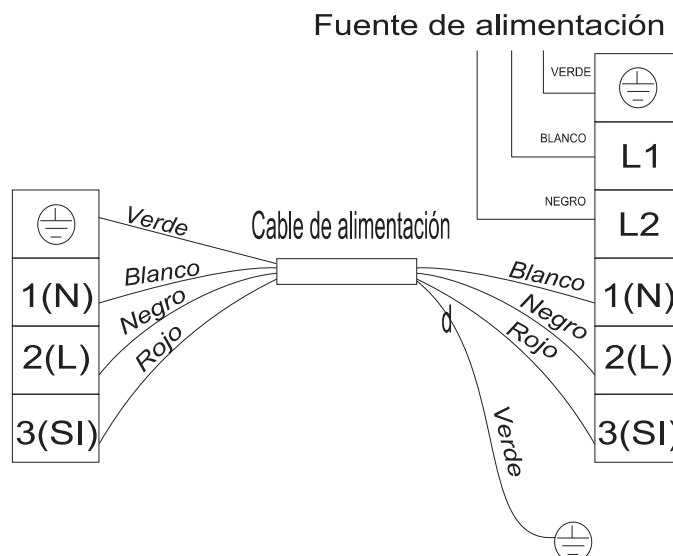 Fuente de alimentación
VERDE
BLANCO
L1
NEGRO
L2
Verde
Cable de alimentación
1(N)
Blanco
Blanco
1(N)
Negro
Negro
2(L)
Rojo
d
Rojo
2(L)
3(SI)
3(SI)
Verde